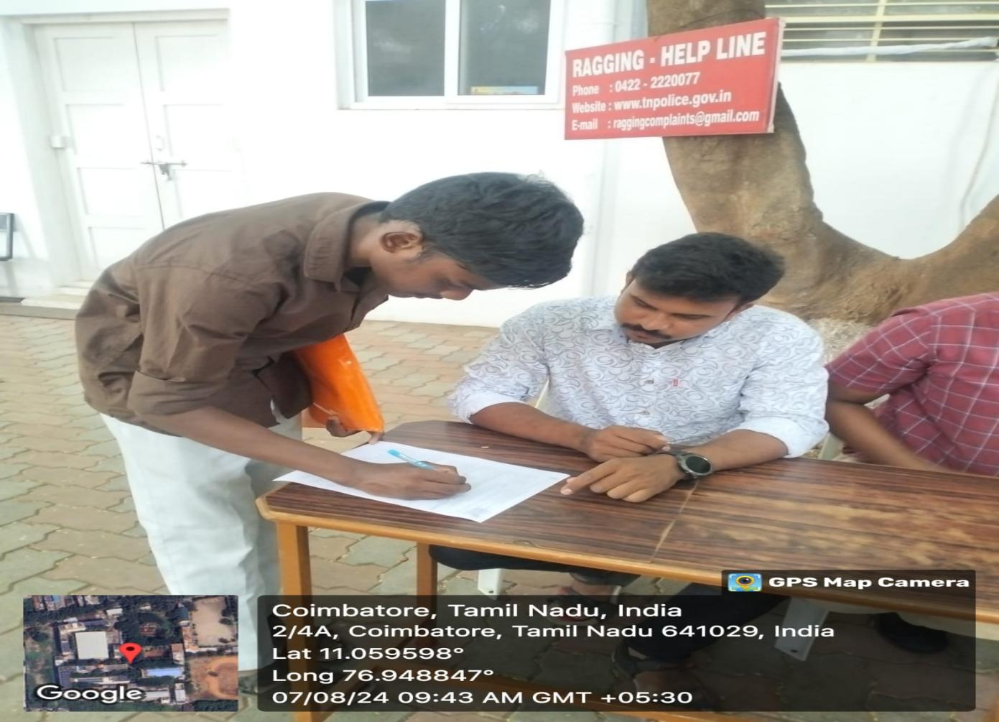 RAGGING - HELP LINE
Phone : 0422 - 2220077
Website : www.tnpolice.gov.in
E-mail : raggingcomplaints@gmail.com
GPS Map Camera
Coimbatore, Tamil Nadu, India
2/4A, Coimbatore, Tamil Nadu 641029, India
Lat 11.059598°
Long 76.948847°
07/08/24 09:43 AM GMT +05:30
Google